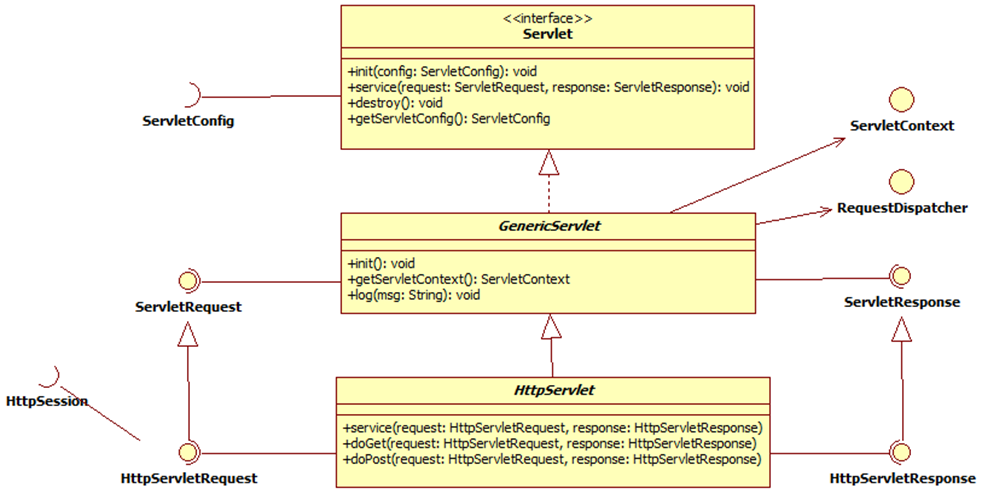 <<interface>>
Servlet
+init(config: ServletConfig): void
+service(request: ServletRequest, response: ServletResponse): void
+destroy(): void
+getServletConfig(): ServletConfig
ServletConfig
ServletContext
RequestDispatcher
GenericServlet
+init(): void
+getServletContext(): ServletContext
+log(msg: String): void
ServletRequest
ServletResponse
HttpSession
HttpServlet
+service(request: HttpServletRequest, response: HttpServletResponse)
+doGet(request: HttpServletRequest, response: HttpServletResponse)
+doPost(request: HttpServletRequest, response: HttpServletResponse)
HttpServletRequest
HttpServletResponse